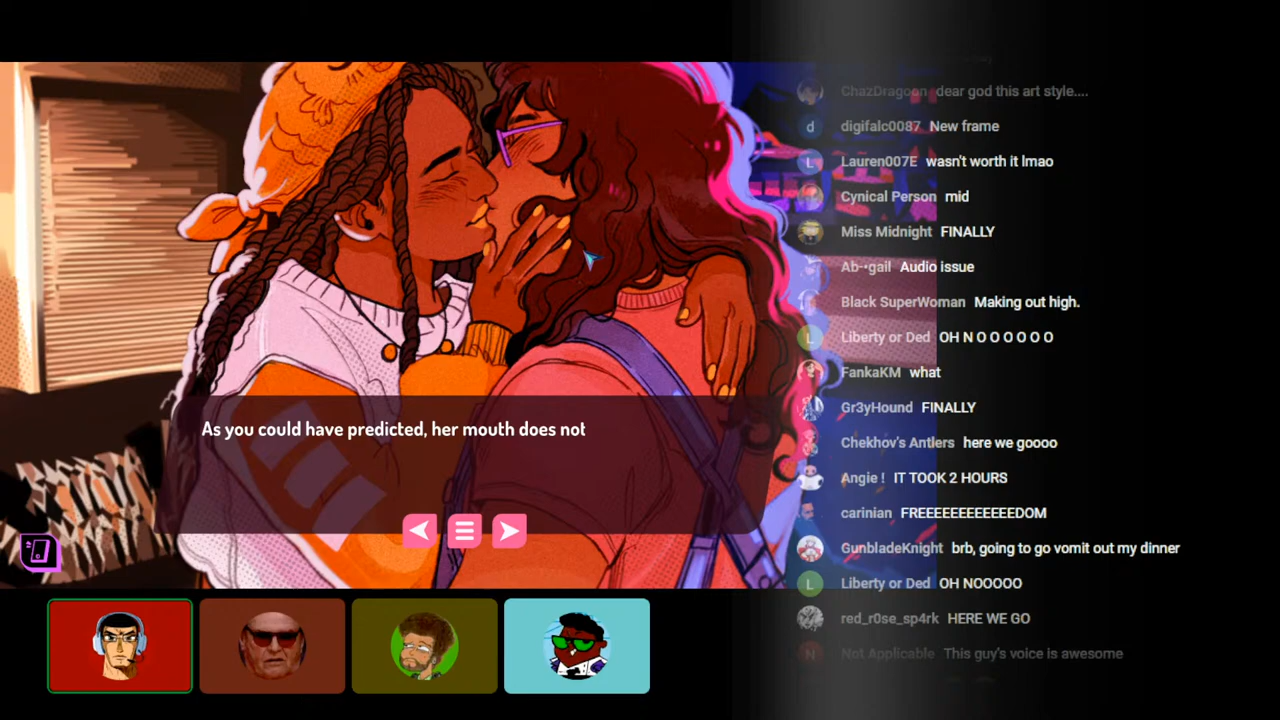 As you could have predicted, her mouth does not
ChazDragoon dear god this art style....
d digifalc0087 New frame
L Lauren007E wasn't worth it lmao
Cynical Person mid
Miss Midnight FINALLY
Ab-·gail Audio issue
Black SuperWoman Making out high.
L Liberty or Ded OH N O O O O O O
FankaKM what
Gr3yHound FINALLY
Chekhov's Antlers here we goooo
Angie ! IT TOOK 2 HOURS
carinian FREEEEEEEEEEEEDOM
GunbladeKnight brb, going to go vomit out my dinner
L Liberty or Ded OH NOOOOO
red_r0se_sp4rk HERE WE GO
N Not Applicable This guy's voice is awesome